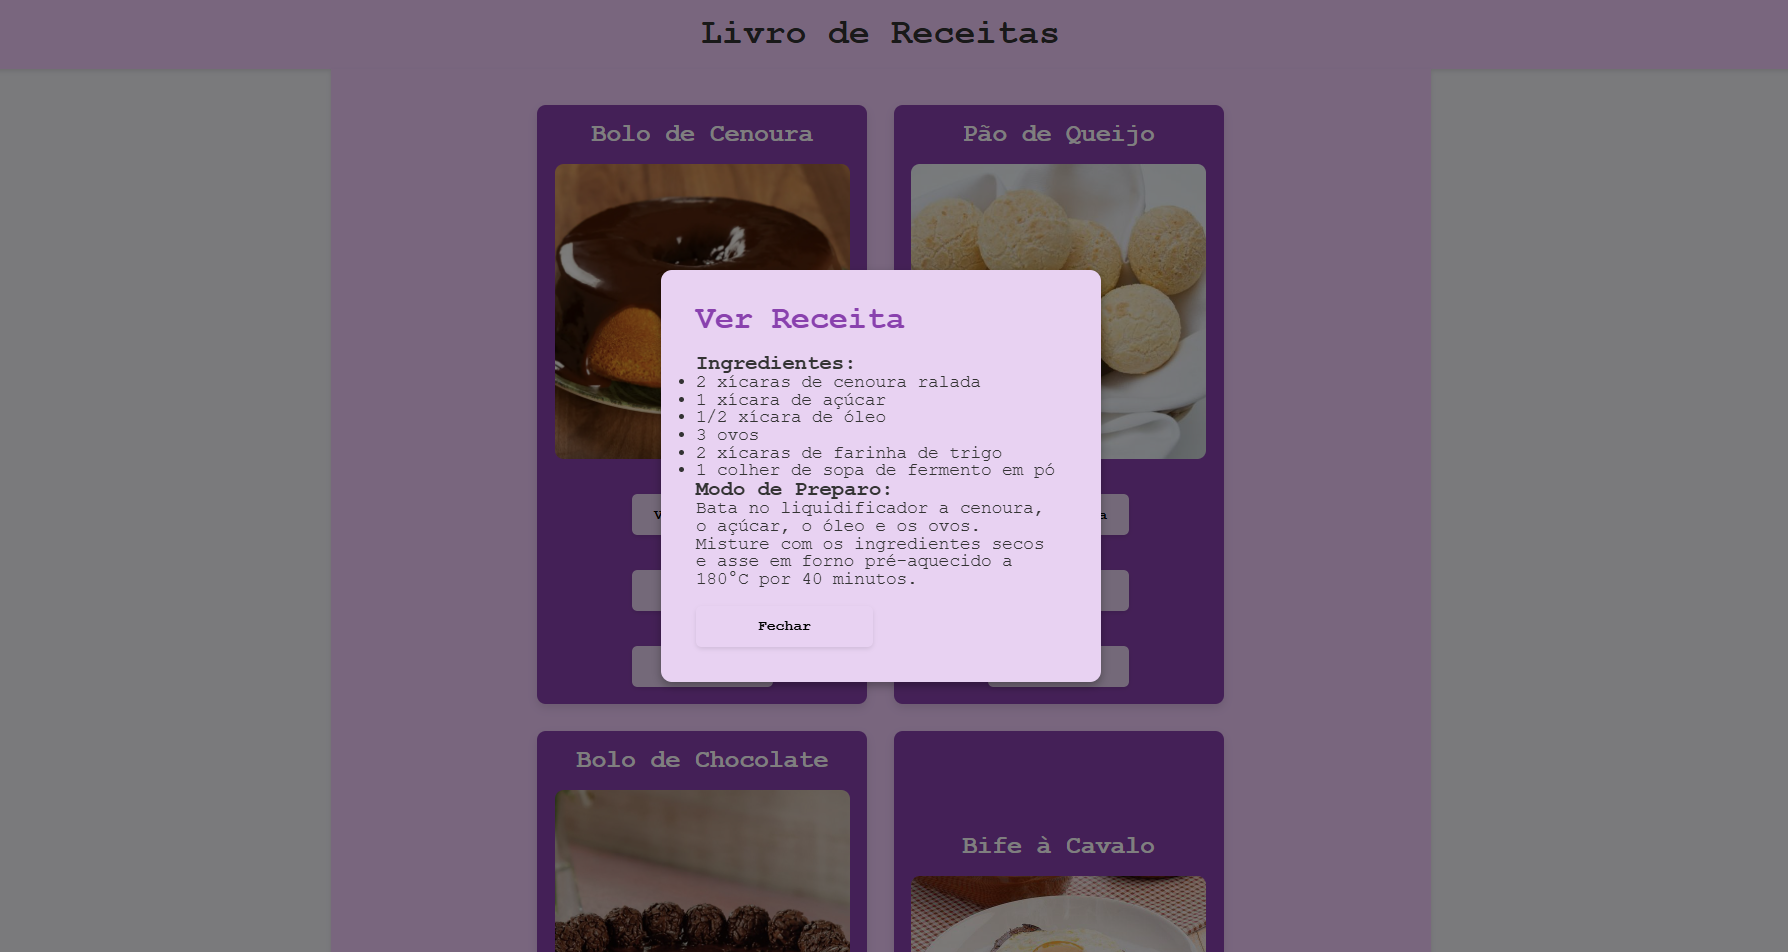 Livro de Receitas
Bolo de Cenoura
Pão de Queijo
Ver Receita
Ingredientes:
2 xícaras de cenoura ralada
1 xícara de açúcar
1/2 xícara de óleo
3 ovos
2 xícaras de farinha de trigo
1 colher de sopa de fermento em pó
Modo de Preparo:
Bata no liquidificador a cenoura,
o açúcar, o óleo e os ovos.
Misture com os ingredientes secos
e asse em forno pré-aquecido a
180°C por 40 minutos.
Fechar
Bolo de Chocolate
Bife à Cavalo